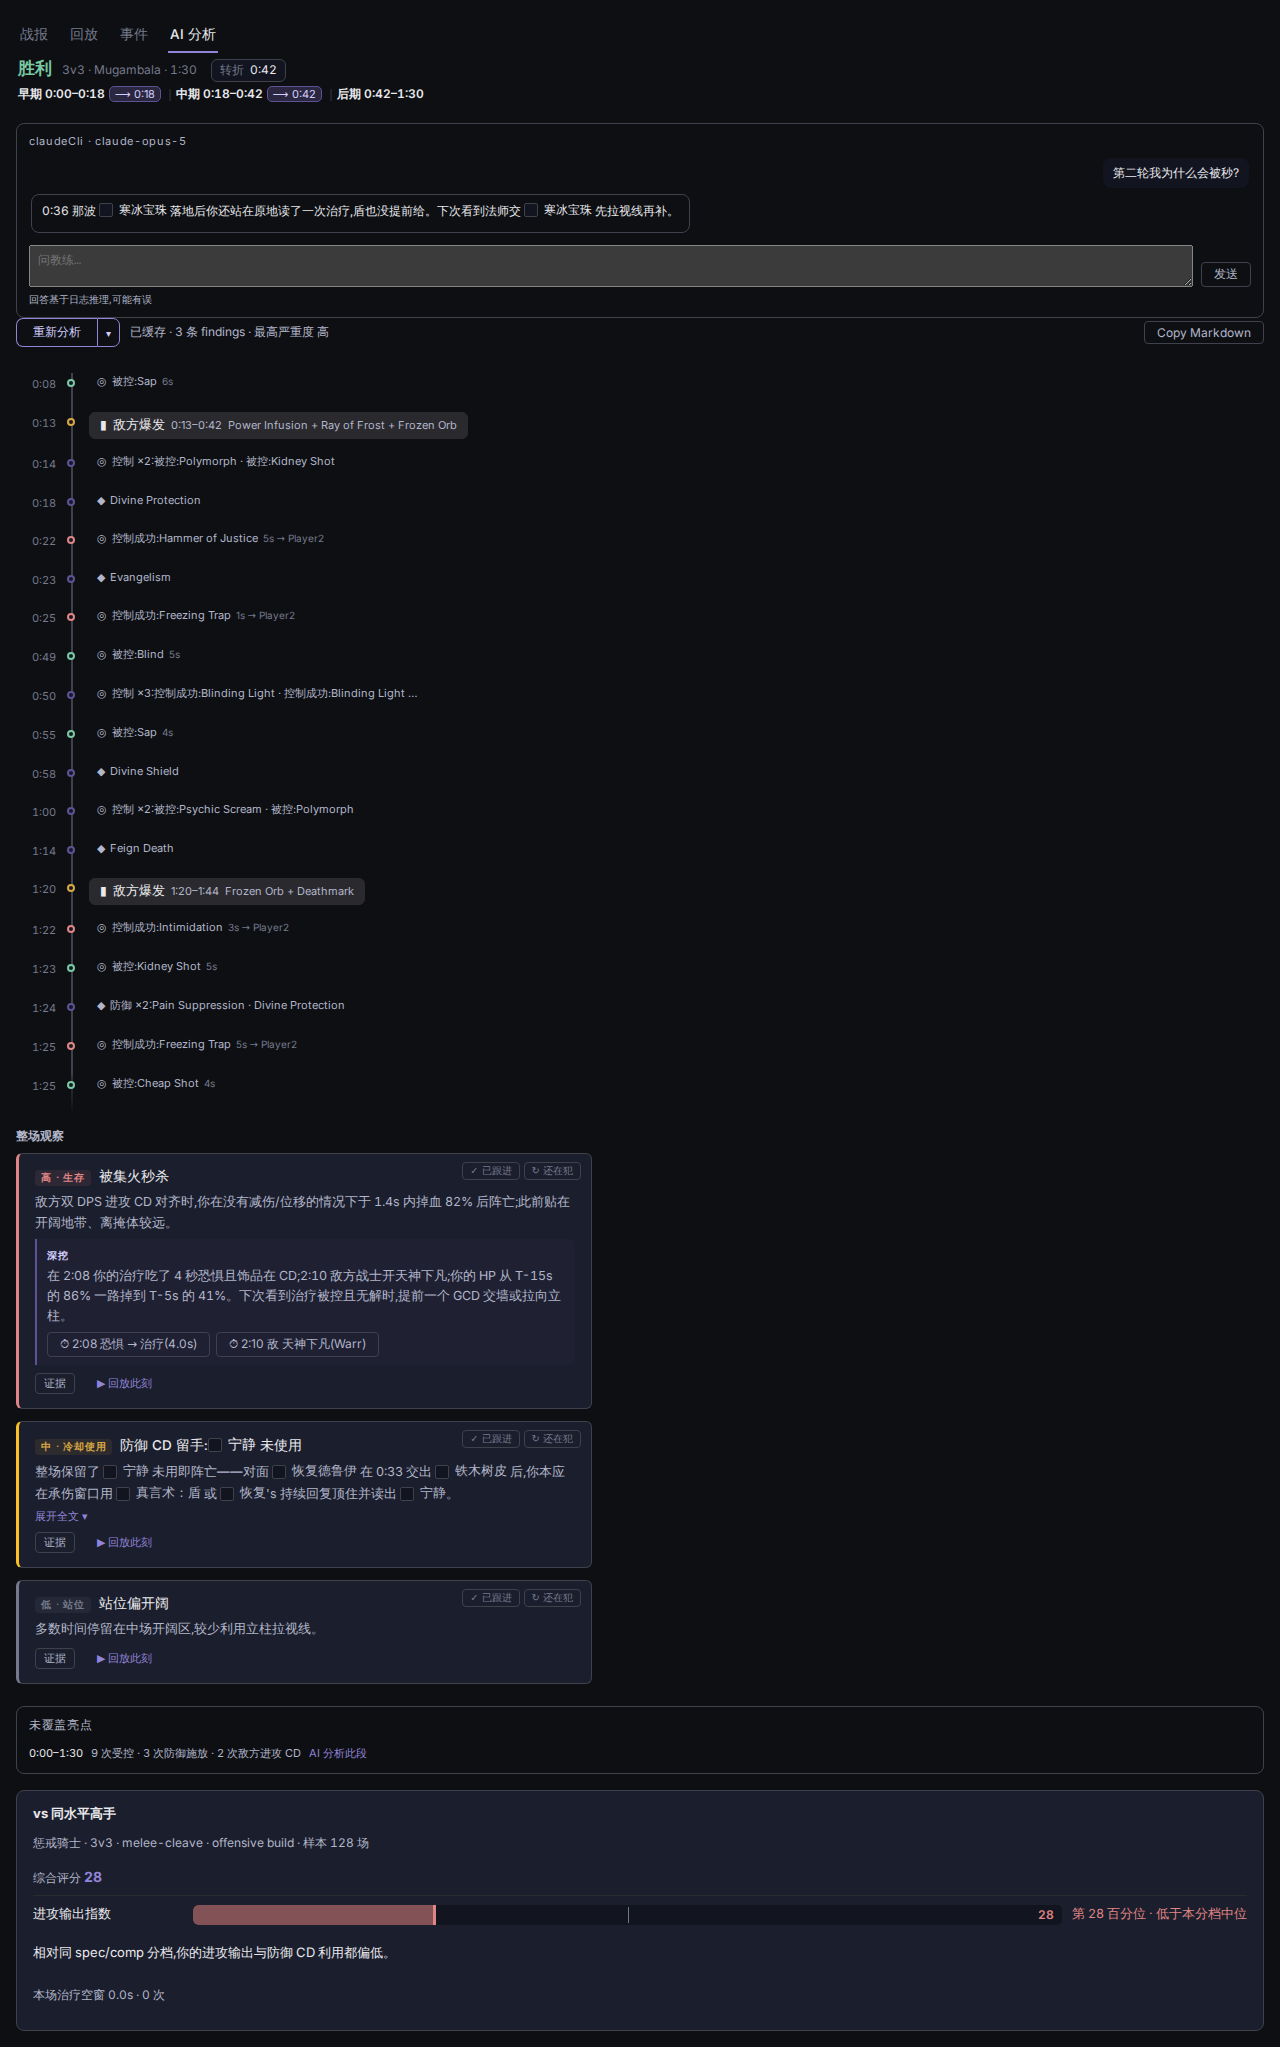 战报 回放 事件 AI 分析
胜利 3v3 · Mugambala · 1:30 转折 0:42
早期 0:00–0:18 ⟶ 0:18 | 中期 0:18–0:42 ⟶ 0:42 | 后期 0:42–1:30
claudeCli · claude-opus-5
第二轮我为什么会被秒?
0:36 那波 寒冰宝珠 落地后你还站在原地读了一次治疗,盾也没提前给。下次看到法师交 寒冰宝珠 先拉视线再补。
问教练...
发送
回答基于日志推理,可能有误
重新分析 ▾ 已缓存 · 3 条 findings · 最高严重度 高 Copy Markdown
0:08 ◎ 被控:Sap 6s
0:13 ▮ 敌方爆发 0:13–0:42 Power Infusion + Ray of Frost + Frozen Orb
0:14 ◎ 控制 ×2:被控:Polymorph · 被控:Kidney Shot
0:18 ◆ Divine Protection
0:22 ◎ 控制成功:Hammer of Justice 5s → Player2
0:23 ◆ Evangelism
0:25 ◎ 控制成功:Freezing Trap 1s → Player2
0:49 ◎ 被控:Blind 5s
0:50 ◎ 控制 ×3:控制成功:Blinding Light · 控制成功:Blinding Light ...
0:55 ◎ 被控:Sap 4s
0:58 ◆ Divine Shield
1:00 ◎ 控制 ×2:被控:Psychic Scream · 被控:Polymorph
1:14 ◆ Feign Death
1:20 ▮ 敌方爆发 1:20–1:44 Frozen Orb + Deathmark
1:22 ◎ 控制成功:Intimidation 3s → Player2
1:23 ◎ 被控:Kidney Shot 5s
1:24 ◆ 防御 ×2:Pain Suppression · Divine Protection
1:25 ◎ 控制成功:Freezing Trap 5s → Player2
1:25 ◎ 被控:Cheap Shot 4s
整场观察
高 · 生存 被集火秒杀 ✓ 已跟进 ↻ 还在犯
敌方双 DPS 进攻 CD 对齐时,你在没有减伤/位移的情况下于 1.4s 内掉血 82% 后阵亡;此前贴在
开阔地带、离掩体较远。
深挖
在 2:08 你的治疗吃了 4 秒恐惧且饰品在 CD;2:10 敌方战士开天神下凡;你的 HP 从 T-15s
的 86% 一路掉到 T-5s 的 41%。下次看到治疗被控且无解时,提前一个 GCD 交墙或拉向立
柱。
⏱ 2:08 恐惧 → 治疗(4.0s) ⏱ 2:10 敌 天神下凡(Warr)
证据 ▶ 回放此刻
中 · 冷却使用 防御 CD 留手: 宁静 未使用 ✓ 已跟进 ↻ 还在犯
整场保留了 宁静 未用即阵亡——对面 恢复德鲁伊 在 0:33 交出 铁木树皮 后,你本应
在承伤窗口用 真言术：盾 或 恢复's 持续回复顶住并读出 宁静。
展开全文 ▾
证据 ▶ 回放此刻
低 · 站位 站位偏开阔 ✓ 已跟进 ↻ 还在犯
多数时间停留在中场开阔区,较少利用立柱拉视线。
证据 ▶ 回放此刻
未覆盖亮点
0:00–1:30 9 次受控 · 3 次防御施放 · 2 次敌方进攻 CD AI 分析此段
vs 同水平高手
惩戒骑士 · 3v3 · melee-cleave · offensive build · 样本 128 场
综合评分 28
进攻输出指数 28 第 28 百分位 · 低于本分档中位
相对同 spec/comp 分档,你的进攻输出与防御 CD 利用都偏低。
本场治疗空窗 0.0s · 0 次